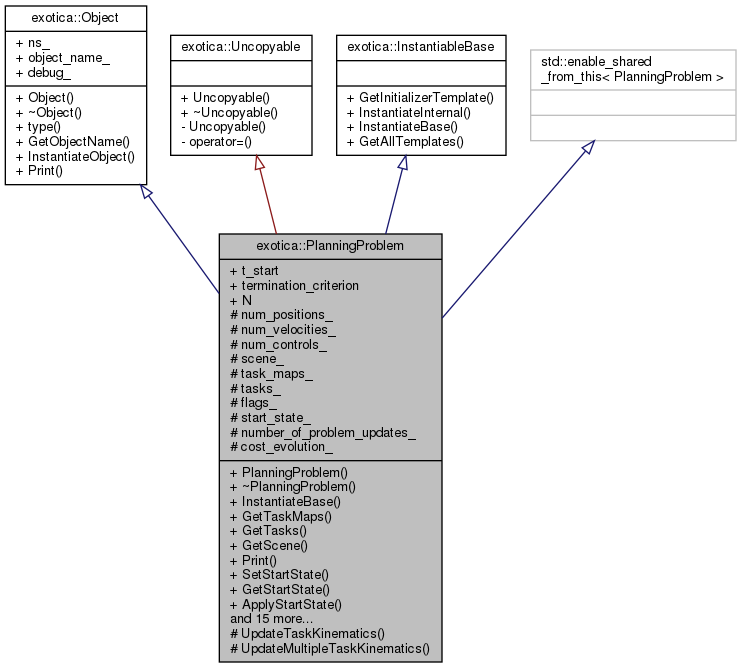 exotica::Object
+ ns_
+ object_name_
+ debug_
+ Object()
+ ~Object()
+ type()
+ GetObjectName()
+ InstantiateObject()
+ Print()
exotica::Uncopyable
+ Uncopyable()
+ ~Uncopyable()
- Uncopyable()
- operator=()
exotica::InstantiableBase
+ GetInitializerTemplate()
+ InstantiateInternal()
+ InstantiateBase()
+ GetAllTemplates()
std::enable_shared
_from_this< PlanningProblem >
exotica::PlanningProblem
+ t_start
+ termination_criterion
+ N
# num_positions_
# num_velocities_
# num_controls_
# scene_
# task_maps_
# tasks_
# flags_
# start_state_
# number_of_problem_updates_
# cost_evolution_
+ PlanningProblem()
+ ~PlanningProblem()
+ InstantiateBase()
+ GetTaskMaps()
+ GetTasks()
+ GetScene()
+ Print()
+ SetStartState()
+ GetStartState()
+ ApplyStartState()
and 15 more...
# UpdateTaskKinematics()
# UpdateMultipleTaskKinematics()